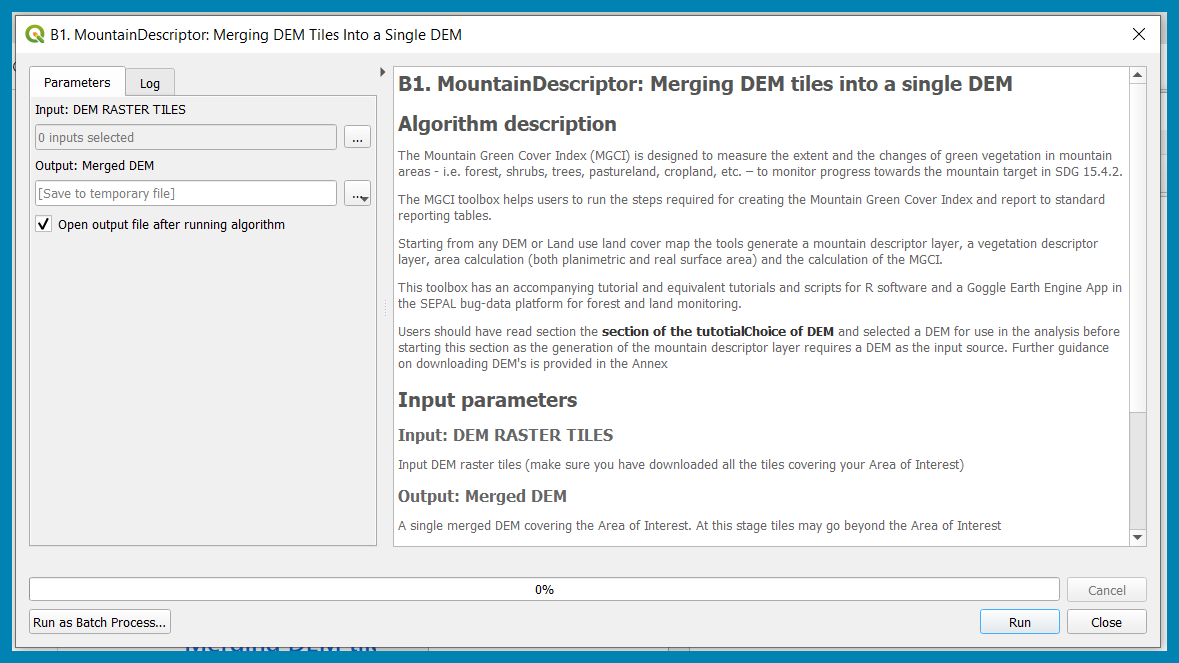 B1. MountainDescriptor: Merging DEM Tiles Into a Single DEM
Parameters
Log
Input: DEM RASTER TILES
0 inputs selected
...
Output: Merged DEM
[Save to temporary file]
...
Open output file after running algorithm
B1. MountainDescriptor: Merging DEM tiles into a single DEM
Algorithm description
The Mountain Green Cover Index (MGCI) is designed to measure the extent and the changes of green vegetation in mountain
areas - i.e. forest, shrubs, trees, pastureland, cropland, etc. – to monitor progress towards the mountain target in SDG 15.4.2.
The MGCI toolbox helps users to run the steps required for creating the Mountain Green Cover Index and report to standard
reporting tables.
Starting from any DEM or Land use land cover map the tools generate a mountain descriptor layer, a vegetation descriptor
layer, area calculation (both planimetric and real surface area) and the calculation of the MGCI.
This toolbox has an accompanying tutorial and equivalent tutorials and scripts for R software and a Goggle Earth Engine App in
the SEPAL bug-data platform for forest and land monitoring.
Users should have read section the section of the tutotialChoice of DEM and selected a DEM for use in the analysis before
starting this section as the generation of the mountain descriptor layer requires a DEM as the input source. Further guidance
on downloading DEM's is provided in the Annex
Input parameters
Input: DEM RASTER TILES
Input DEM raster tiles (make sure you have downloaded all the tiles covering your Area of Interest)
Output: Merged DEM
A single merged DEM covering the Area of Interest. At this stage tiles may go beyond the Area of Interest
0%
Cancel
Run as Batch Process...
Run
Close